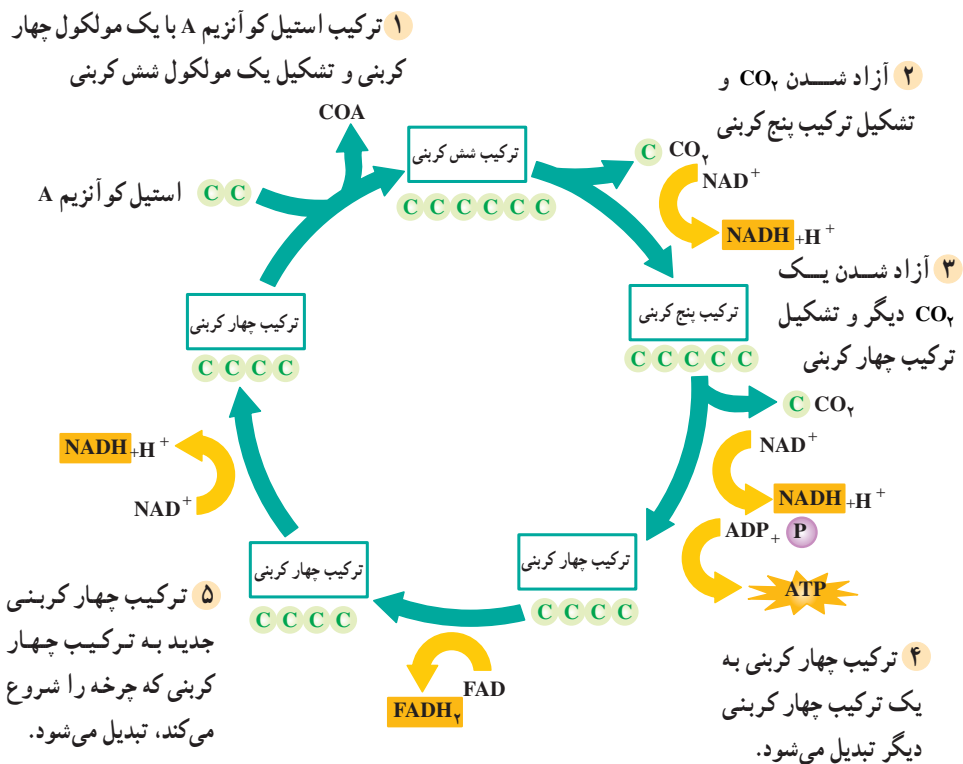 ۱ ترکیب استیل کوآنزیم A با یک مولکول چهار
کربنی و تشکیل یک مولکول شش کربنی
COA
ترکیب شش کربنی
C C C C C C
استیل کوآنزیم A
C C
۲ آزاد شــــدن CO۲ و
تشکیل ترکیب پنج کربنی
C CO۲
NAD+
NADH +H+
۳ آزاد شــدن یــک
CO۲ دیگر و تشکیل
ترکیب چهار کربنی
ترکیب پنج کربنی
C C C C C
C CO۲
NAD+
NADH +H+
ADP + P
ATP
۴ ترکیب چهار کربنی به
یک ترکیب چهار کربنی
دیگر تبدیل می‌شود.
ترکیب چهار کربنی
C C C C
FAD
FADH۲
ترکیب چهار کربنی
C C C C
۵ ترکیب چهار کربنی
جدید به ترکیب چهار
کربنی که چرخه را شروع
می‌کند، تبدیل می‌شود.
NAD+
NADH +H+
ترکیب چهار کربنی
C C C C